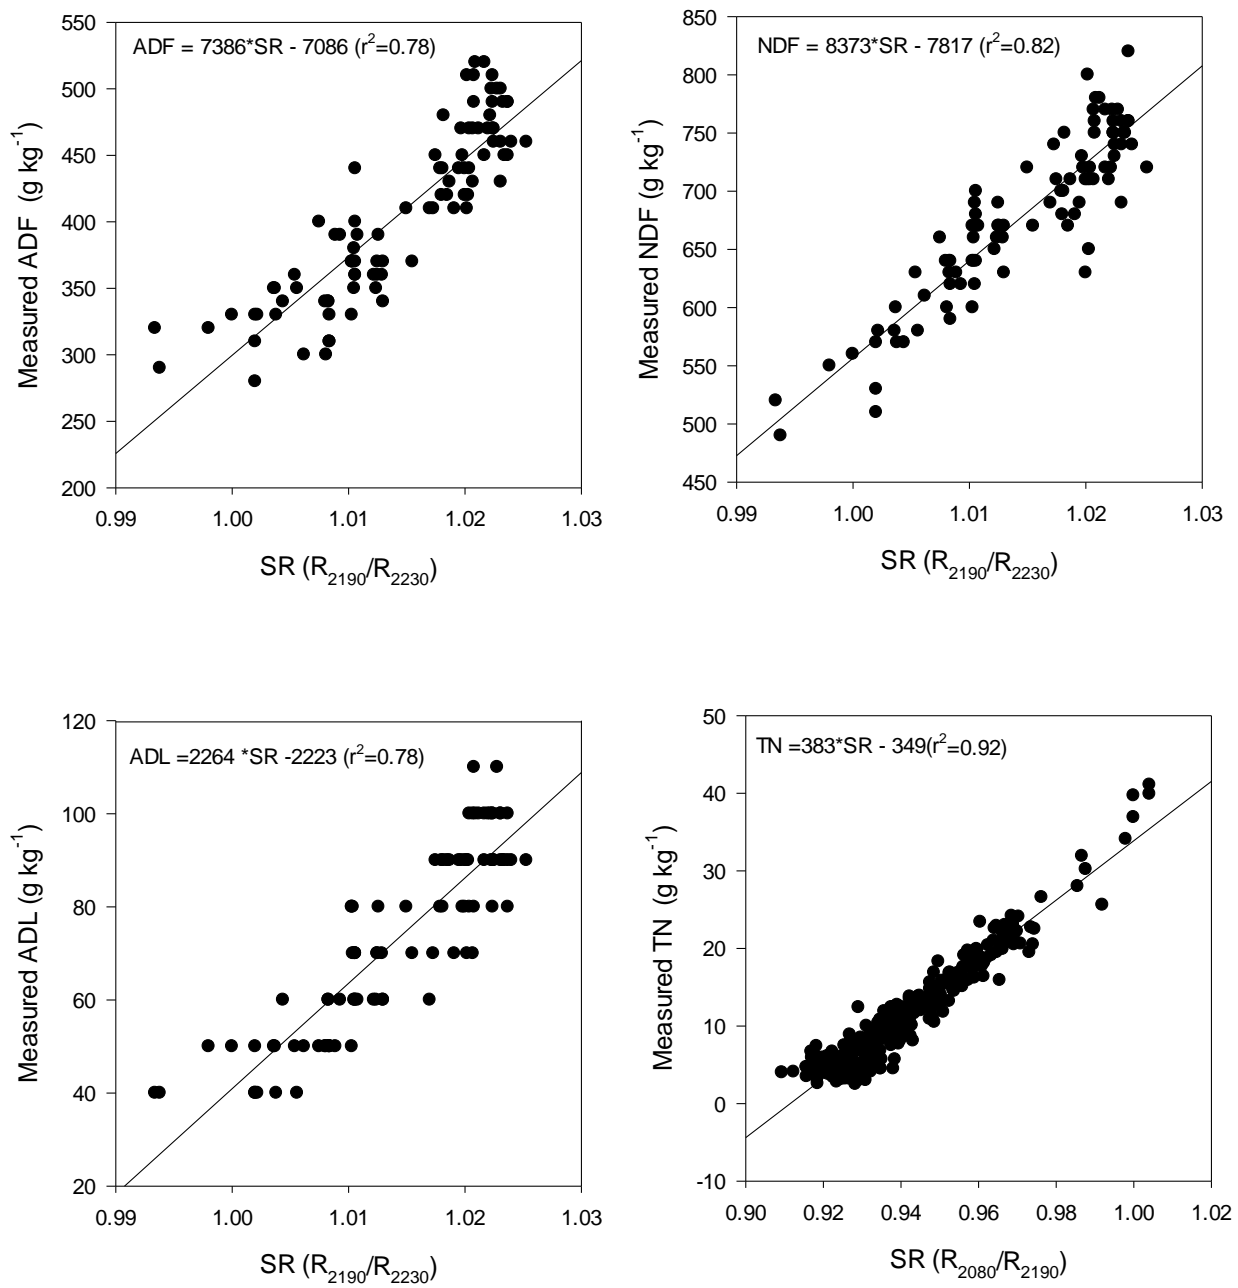 ADF = 7386*SR - 7086 (r²=0.78)
Measured ADF (g kg⁻¹)
550
500
450
400
350
300
250
200
0.99 1.00 1.01 1.02 1.03
SR (R₂₁₉₀/R₂₂₃₀)
NDF = 8373*SR - 7817 (r²=0.82)
Measured NDF (g kg⁻¹)
850
800
750
700
650
600
550
500
450
0.99 1.00 1.01 1.02 1.03
SR (R₂₁₉₀/R₂₂₃₀)
ADL =2264 *SR -2223 (r²=0.78)
Measured ADL (g kg⁻¹)
120
100
80
60
40
20
0.99 1.00 1.01 1.02 1.03
SR (R₂₁₉₀/R₂₂₃₀)
TN =383*SR - 349(r²=0.92)
Measured TN (g kg⁻¹)
50
40
30
20
10
0
-10
0.90 0.92 0.94 0.96 0.98 1.00 1.02
SR (R₂₀₈₀/R₂₁₉₀)